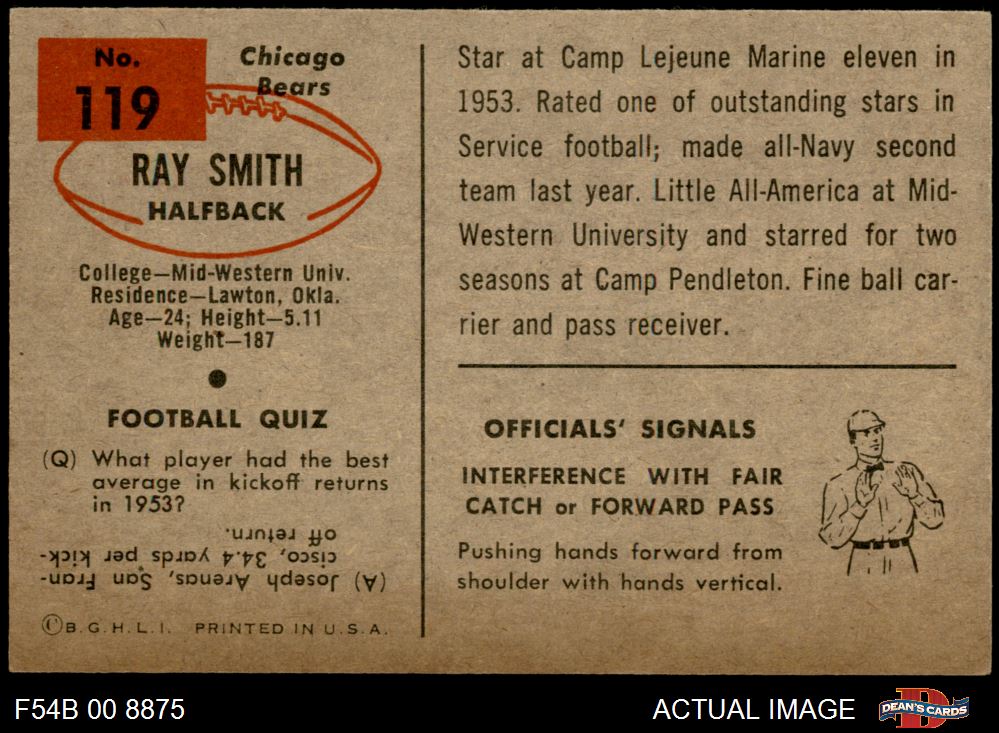 No.
119
Chicago
Bears
RAY SMITH
HALFBACK
College—Mid-Western Univ.
Residence—Lawton, Okla.
Age—24; Height—5.11
Weight—187
FOOTBALL QUIZ
(Q) What player had the best
average in kickoff returns
in 1953?
(A) Joseph Arenas, San Fran-
cisco, 34.4 yards per kick-
off return.
©B.G.H.L.I. PRINTED IN U.S.A.
Star at Camp Lejeune Marine eleven in
1953. Rated one of outstanding stars in
Service football; made all-Navy second
team last year. Little All-America at Mid-
Western University and starred for two
seasons at Camp Pendleton. Fine ball car-
rier and pass receiver.
OFFICIALS' SIGNALS
INTERFERENCE WITH FAIR
CATCH or FORWARD PASS
Pushing hands forward from
shoulder with hands vertical.
F54B 00 8875
ACTUAL IMAGE
D
DEAN'S CARDS